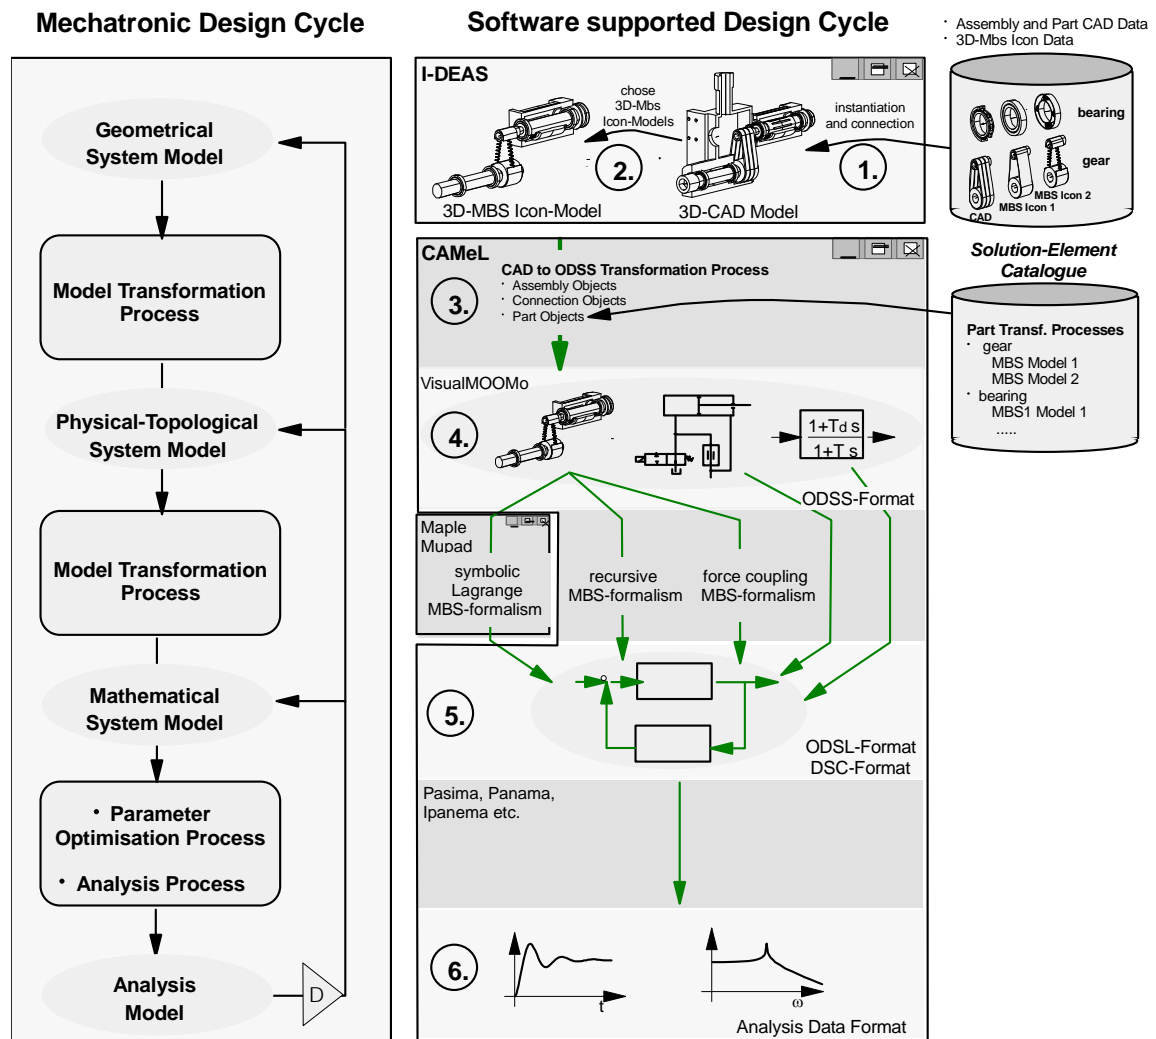 Mechatronic Design Cycle
Geometrical
System Model
Model Transformation
Process
Physical-Topological
System Model
Model Transformation
Process
Mathematical
System Model
· Parameter
Optimisation Process
· Analysis Process
Analysis
Model
D
Software supported Design Cycle
I-DEAS
chose
3D-Mbs
Icon-Models
instantiation
and connection
2.
1.
3D-MBS Icon-Model
3D-CAD Model
· Assembly and Part CAD Data
· 3D-Mbs Icon Data
bearing
gear
CAD
MBS Icon 1
MBS Icon 2
Solution-Element
Catalogue
CAMeL
3.
CAD to ODSS Transformation Process
· Assembly Objects
· Connection Objects
· Part Objects
Part Transf. Processes
· gear
MBS Model 1
MBS Model 2
· bearing
MBS1 Model 1
.....
VisualMOOMo
4.
1+Td s
1+T s
ODSS-Format
Maple
Mupad
symbolic
Lagrange
MBS-formalism
recursive
MBS-formalism
force coupling
MBS-formalism
5.
ODSL-Format
DSC-Format
Pasima, Panama,
Ipanema etc.
6.
t
ω
Analysis Data Format